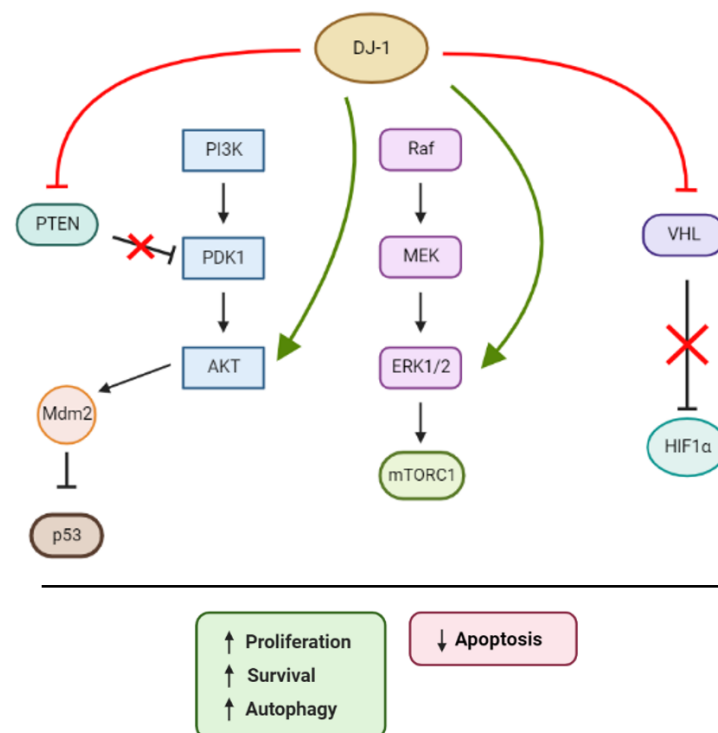 DJ-1
PI3K
Raf
PTEN
VHL
PDK1
MEK
AKT
ERK1/2
Mdm2
HIF1α
mTORC1
p53
↑ Proliferation
↑ Survival
↑ Autophagy
↓ Apoptosis